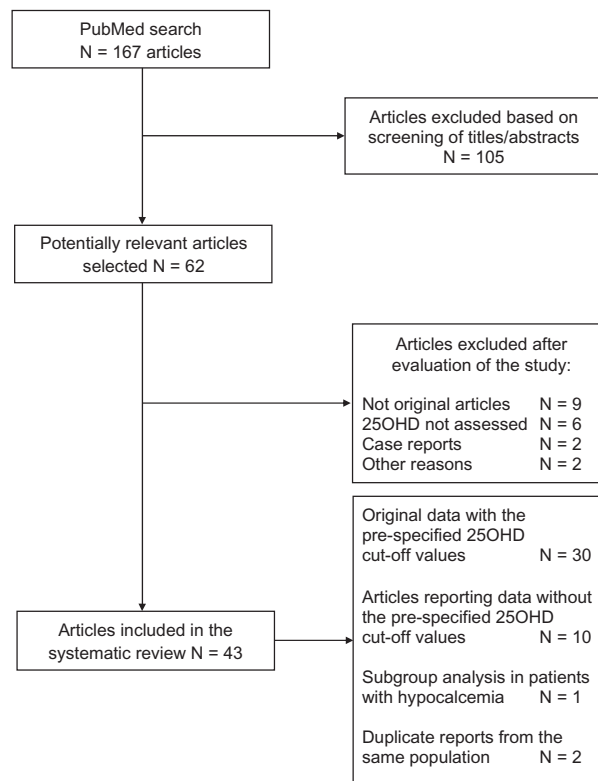 PubMed search
N = 167 articles
Articles excluded based on
screening of titles/abstracts
N = 105
Potentially relevant articles
selected N = 62
Articles excluded after
evaluation of the study:
Not original articles N = 9
25OHD not assessed N = 6
Case reports N = 2
Other reasons N = 2
Original data with the
pre-specified 25OHD
cut-off values N = 30
Articles reporting data without
the pre-specified 25OHD
cut-off values N = 10
Subgroup analysis in patients
with hypocalcemia N = 1
Duplicate reports from the
same population N = 2
Articles included in the
systematic review N = 43